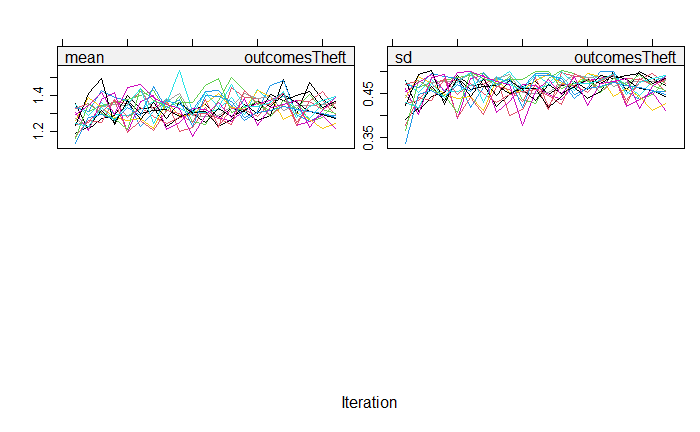 mean outcomesTheft
sd outcomesTheft
1.4
1.2
0.45
0.35
Iteration